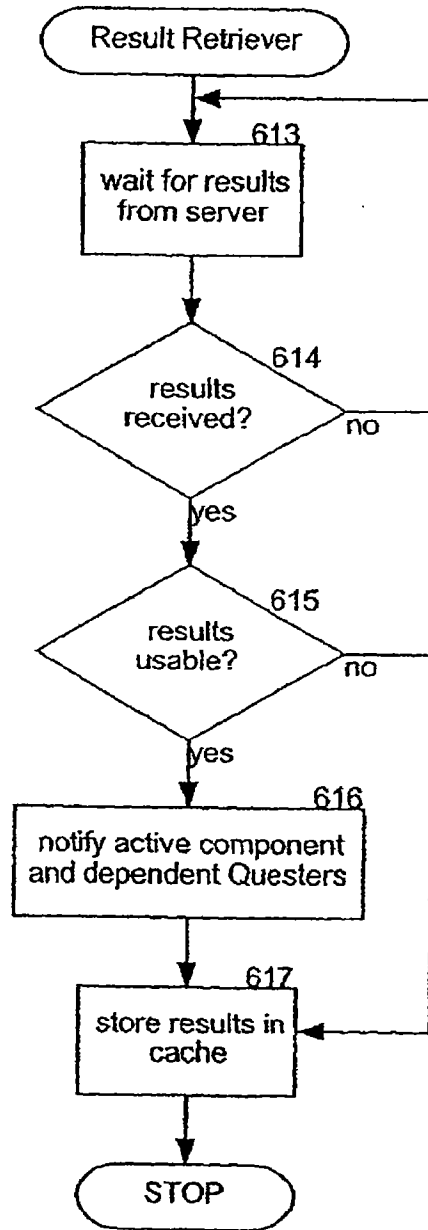 Result Retriever
613
wait for results
from server
614
results
received?
no
yes
615
results
usable?
no
yes
616
notify active component
and dependent Questers
617
store results in
cache
STOP